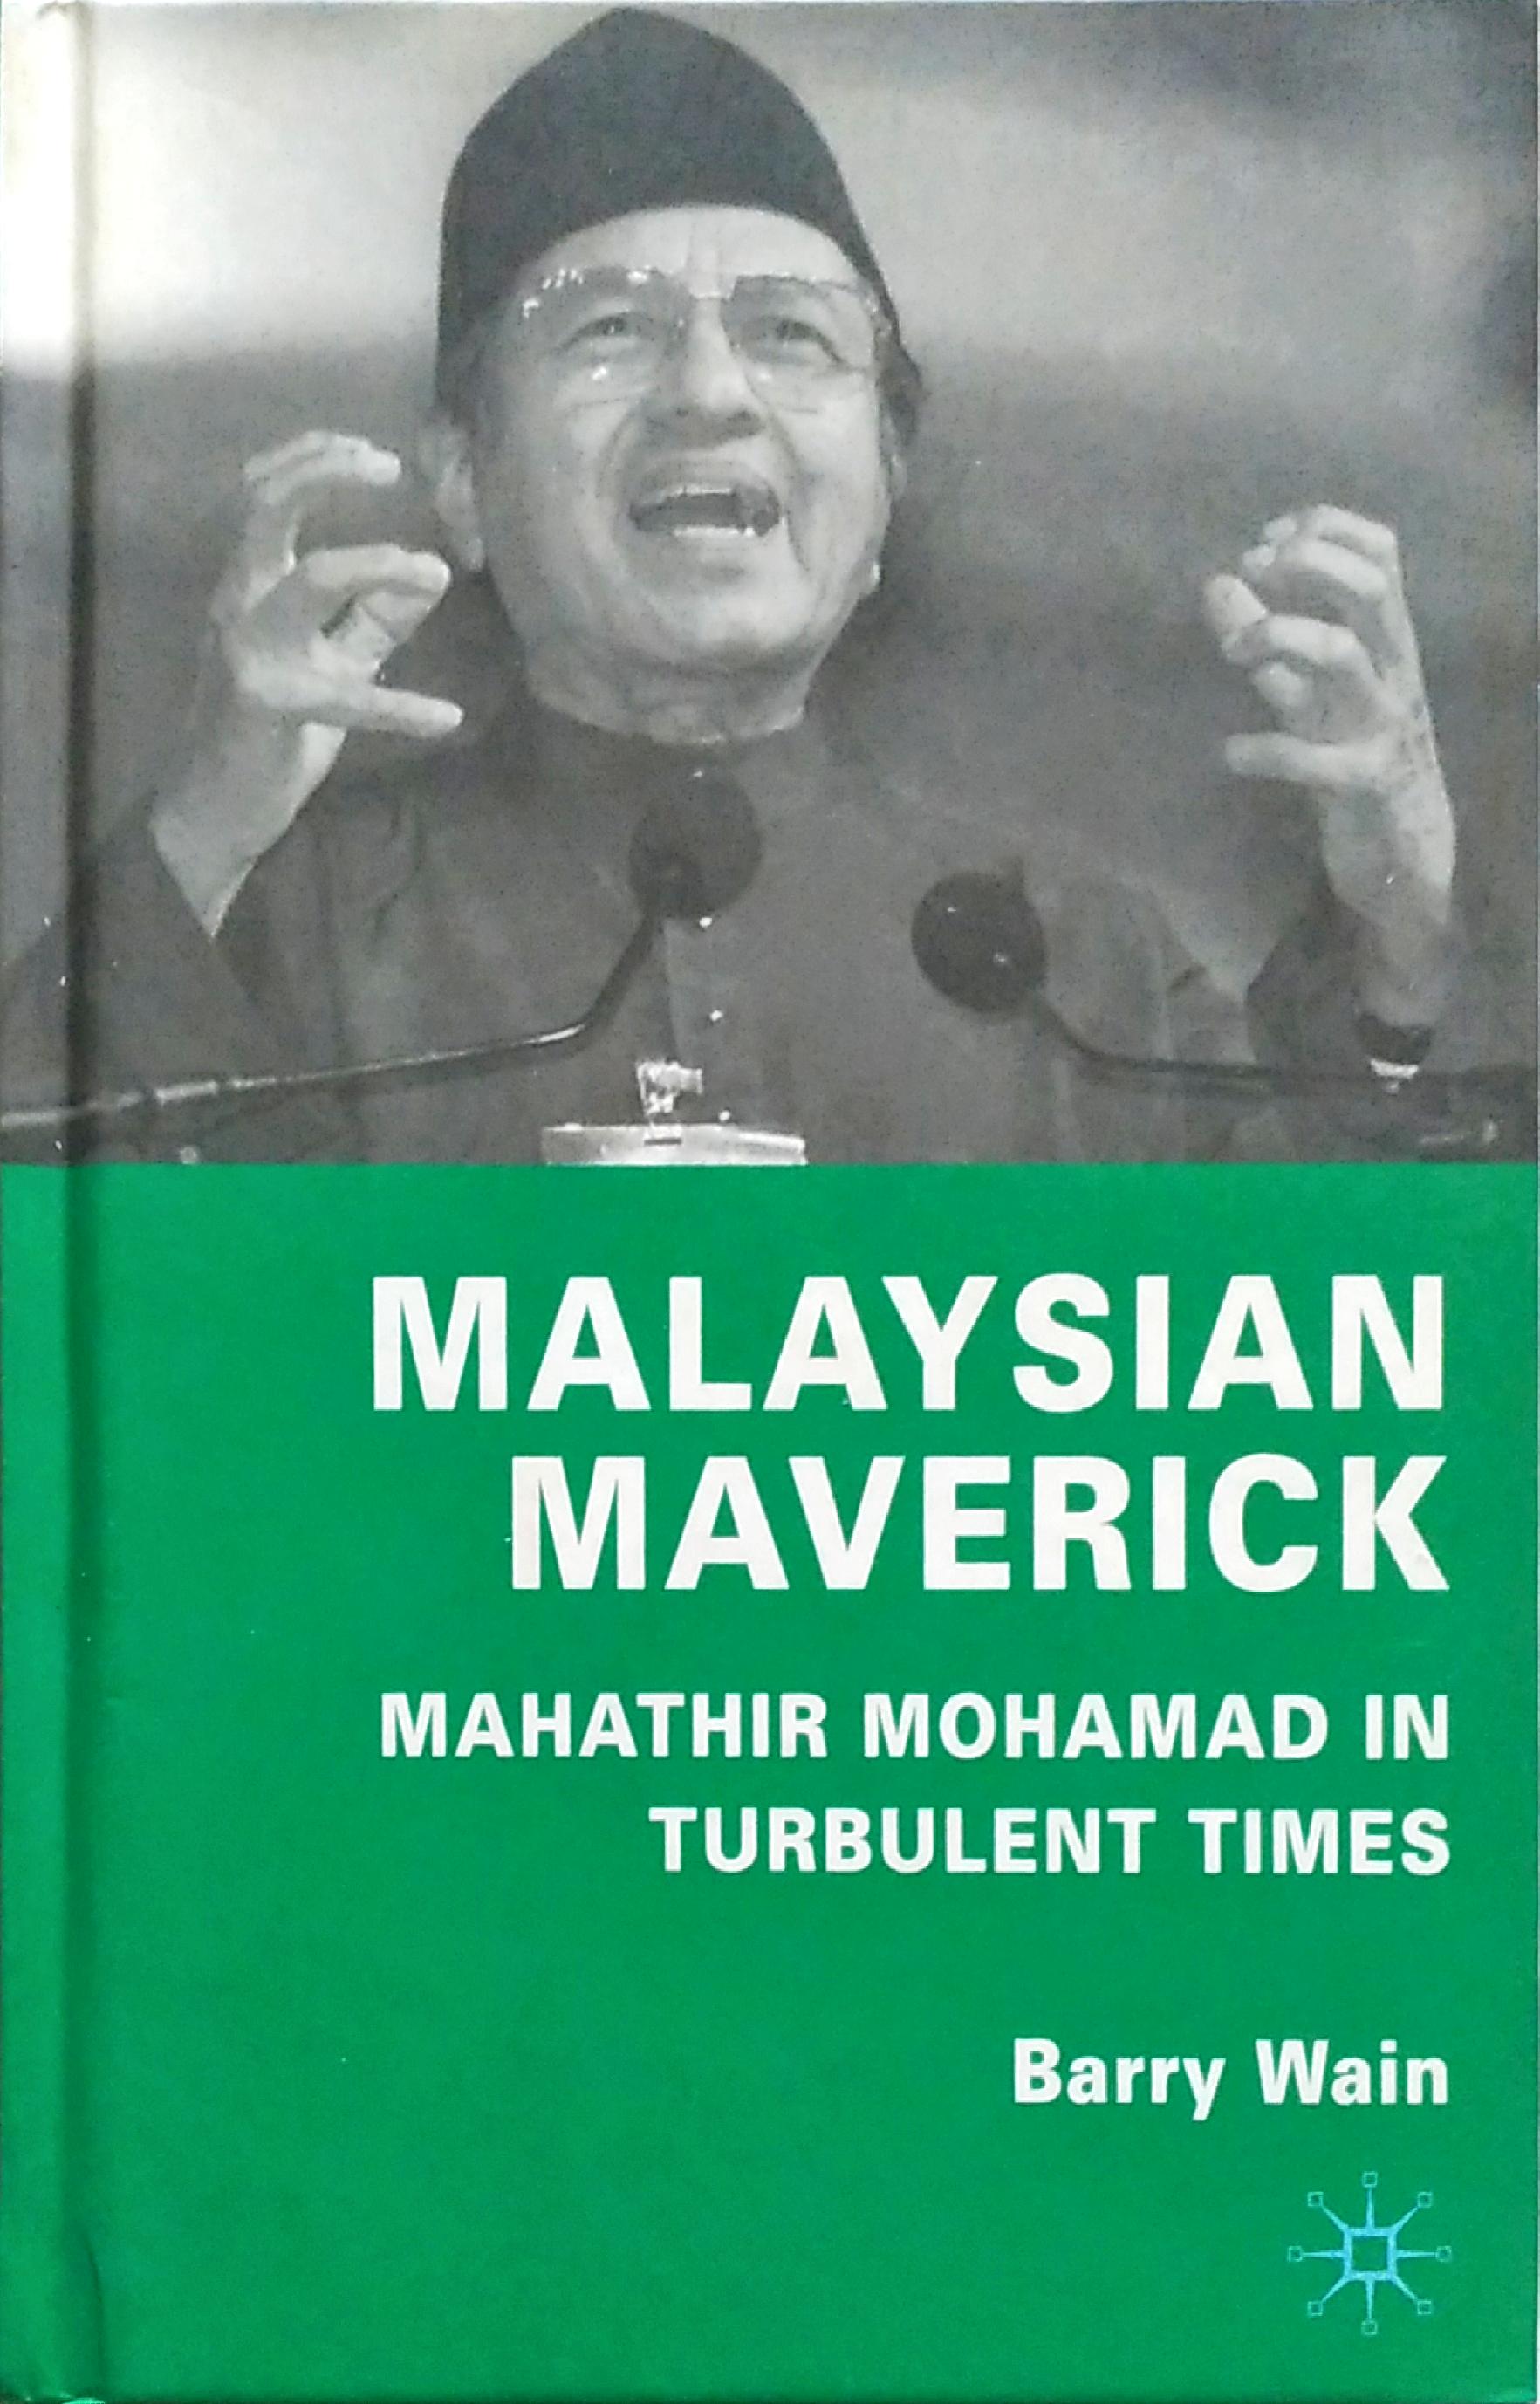 MALAYSIAN
MAVERICK
MAHATHIR MOHAMAD IN
TURBULENT TIMES
Barry Wain